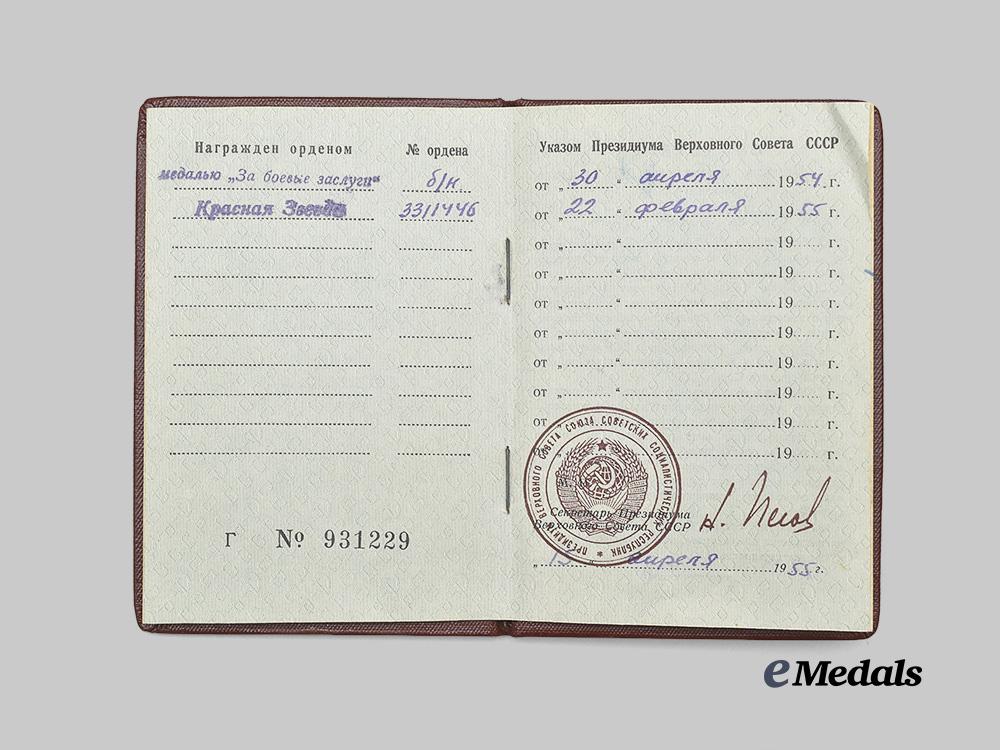 Награжден орденом № ордена
медалью „За боевые заслуги“ б/н
Красная Звезда 3311446
Г № 931229
Указом Президиума Верховного Совета СССР
от „ 30 “ апреля 1954 г.
от „ 22 “ февраля 1955 г.
от „ “ 19 г.
от „ “ 19 г.
от „ “ 19 г.
от „ “ 19 г.
от „ “ 19 г.
от „ “ 19 г.
от 19 г.
19 г.
ПРЕЗИДИУМ ВЕРХОВНОГО СОВЕТА СОЮЗА СОВЕТСКИХ СОЦИАЛИСТИЧЕСКИХ РЕСПУБЛИК
М.
Секретарь Президиума
Верховного Совета СССР Н. Пегов
„ “ апреля 1955 г.
eMedals